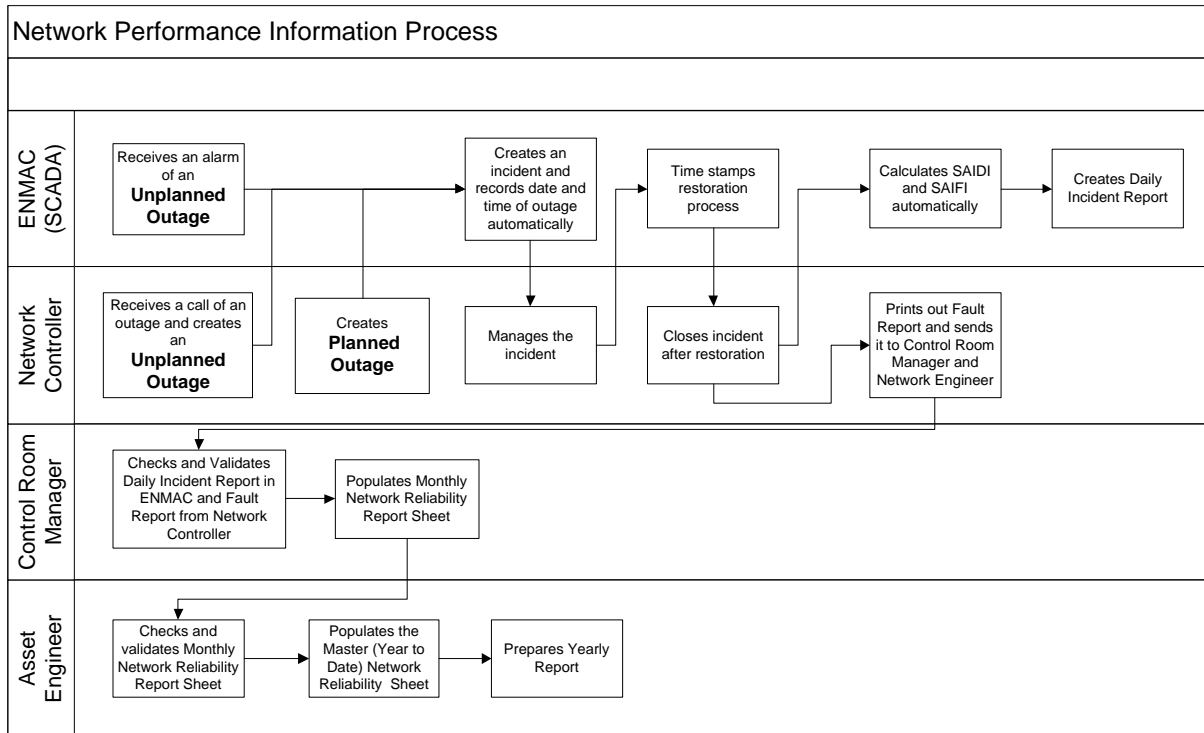 Network Performance Information Process
ENMAC
(SCADA)
Receives an alarm
of an
Unplanned
Outage
Creates an
incident and
records date and
time of outage
automatically
Time stamps
restoration
process
Calculates SAIDI
and SAIFI
automatically
Creates Daily
Incident Report
Network
Controller
Receives a call of an
outage and creates
an
Unplanned
Outage
Creates
Planned
Outage
Manages the
incident
Closes incident
after restoration
Prints out Fault
Report and sends
it to Control Room
Manager and
Network Engineer
Control Room
Manager
Checks and Validates
Daily Incident Report in
ENMAC and Fault
Report from Network
Controller
Populates Monthly
Network Reliability
Report Sheet
Asset
Engineer
Checks and
validates Monthly
Network Reliability
Report Sheet
Populates the
Master (Year to
Date) Network
Reliability Sheet
Prepares Yearly
Report